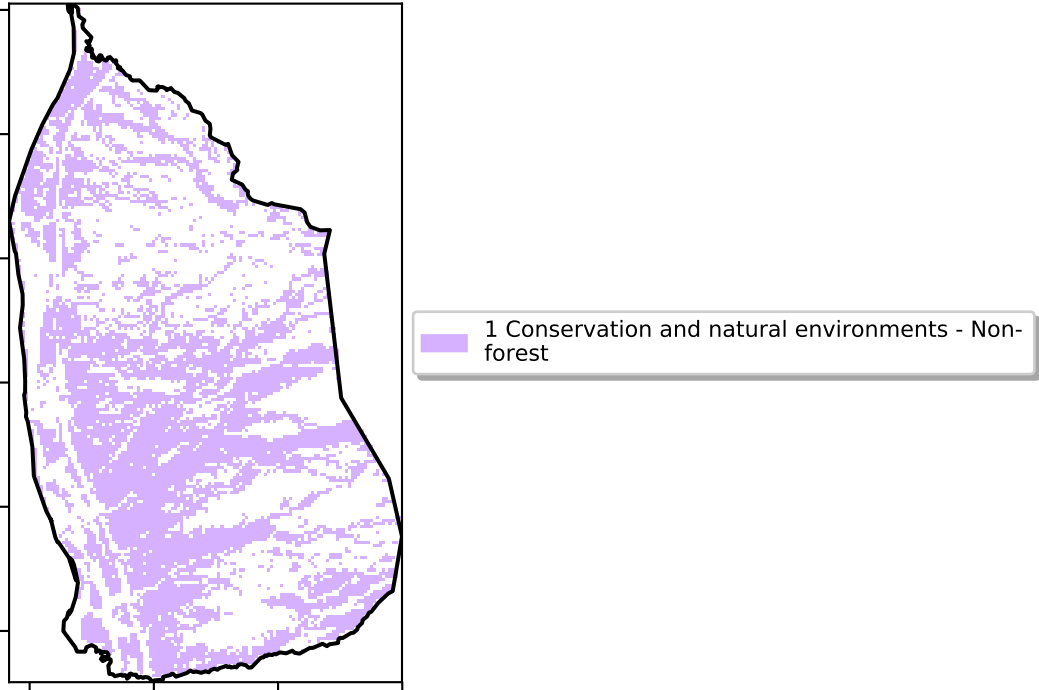 1 Conservation and natural environments - Non-
forest